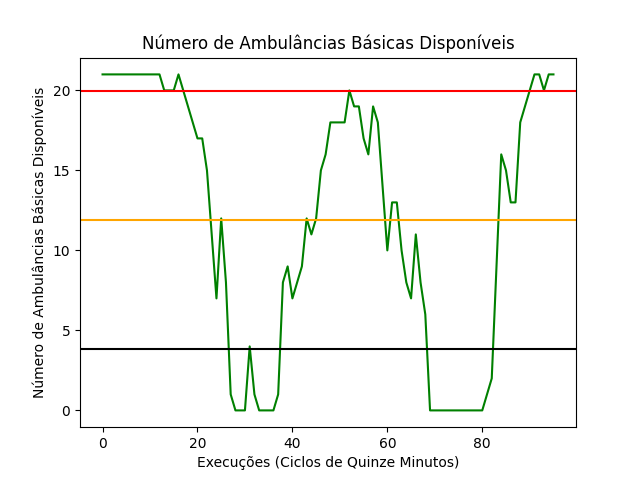 Número de Ambulâncias Básicas Disponíveis
Número de Ambulâncias Básicas Disponíveis
20
15
10
5
0
0 20 40 60 80
Execuções (Ciclos de Quinze Minutos)